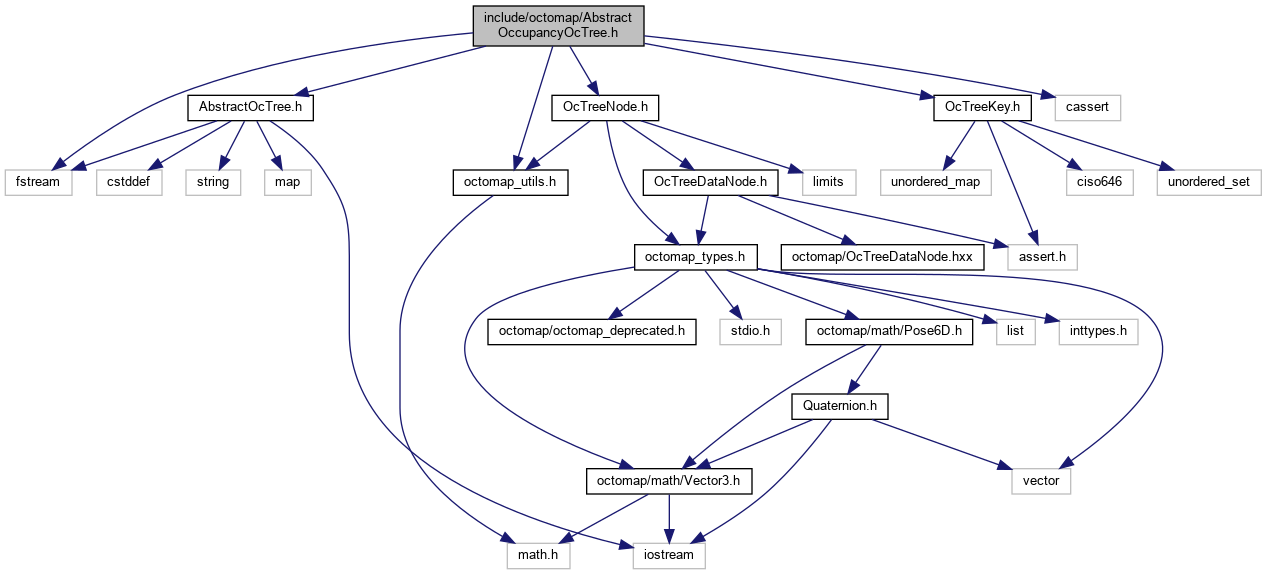 include/octomap/Abstract
OccupancyOcTree.h
AbstractOcTree.h
OcTreeNode.h
OcTreeKey.h
cassert
fstream
cstddef
string
map
octomap_utils.h
OcTreeDataNode.h
limits
unordered_map
ciso646
unordered_set
octomap_types.h
octomap/OcTreeDataNode.hxx
assert.h
octomap/octomap_deprecated.h
stdio.h
octomap/math/Pose6D.h
list
inttypes.h
Quaternion.h
octomap/math/Vector3.h
vector
math.h
iostream